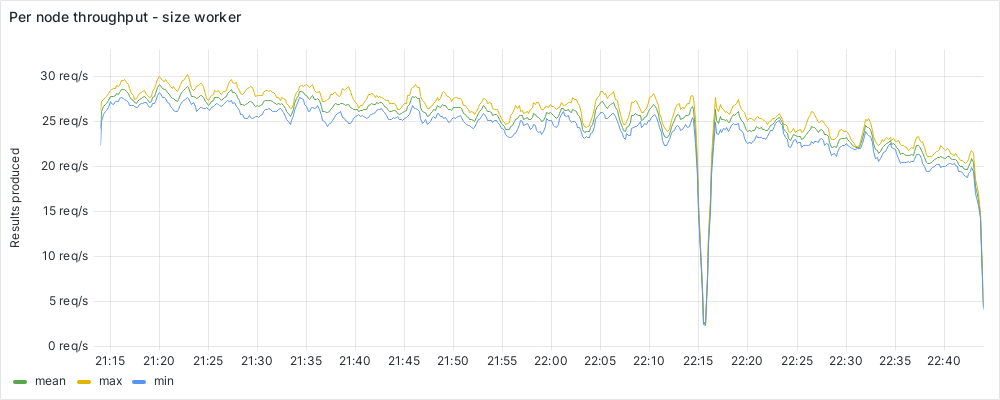 Per node throughput - size worker
30 req/s
25 req/s
20 req/s
15 req/s
10 req/s
5 req/s
0 req/s
Results produced
21:15 21:20 21:25 21:30 21:35 21:40 21:45 21:50 21:55 22:00 22:05 22:10 22:15 22:20 22:25 22:30 22:35 22:40
mean max min